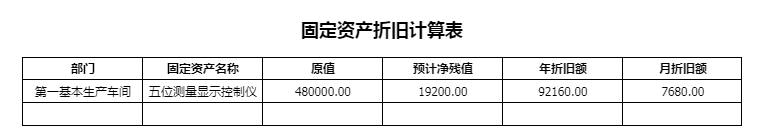 固定资产折旧计算表
部门 固定资产名称 原值 预计净残值 年折旧额 月折旧额
第一基本生产车间 五位测量显示控制仪 480000.00 19200.00 92160.00 7680.00